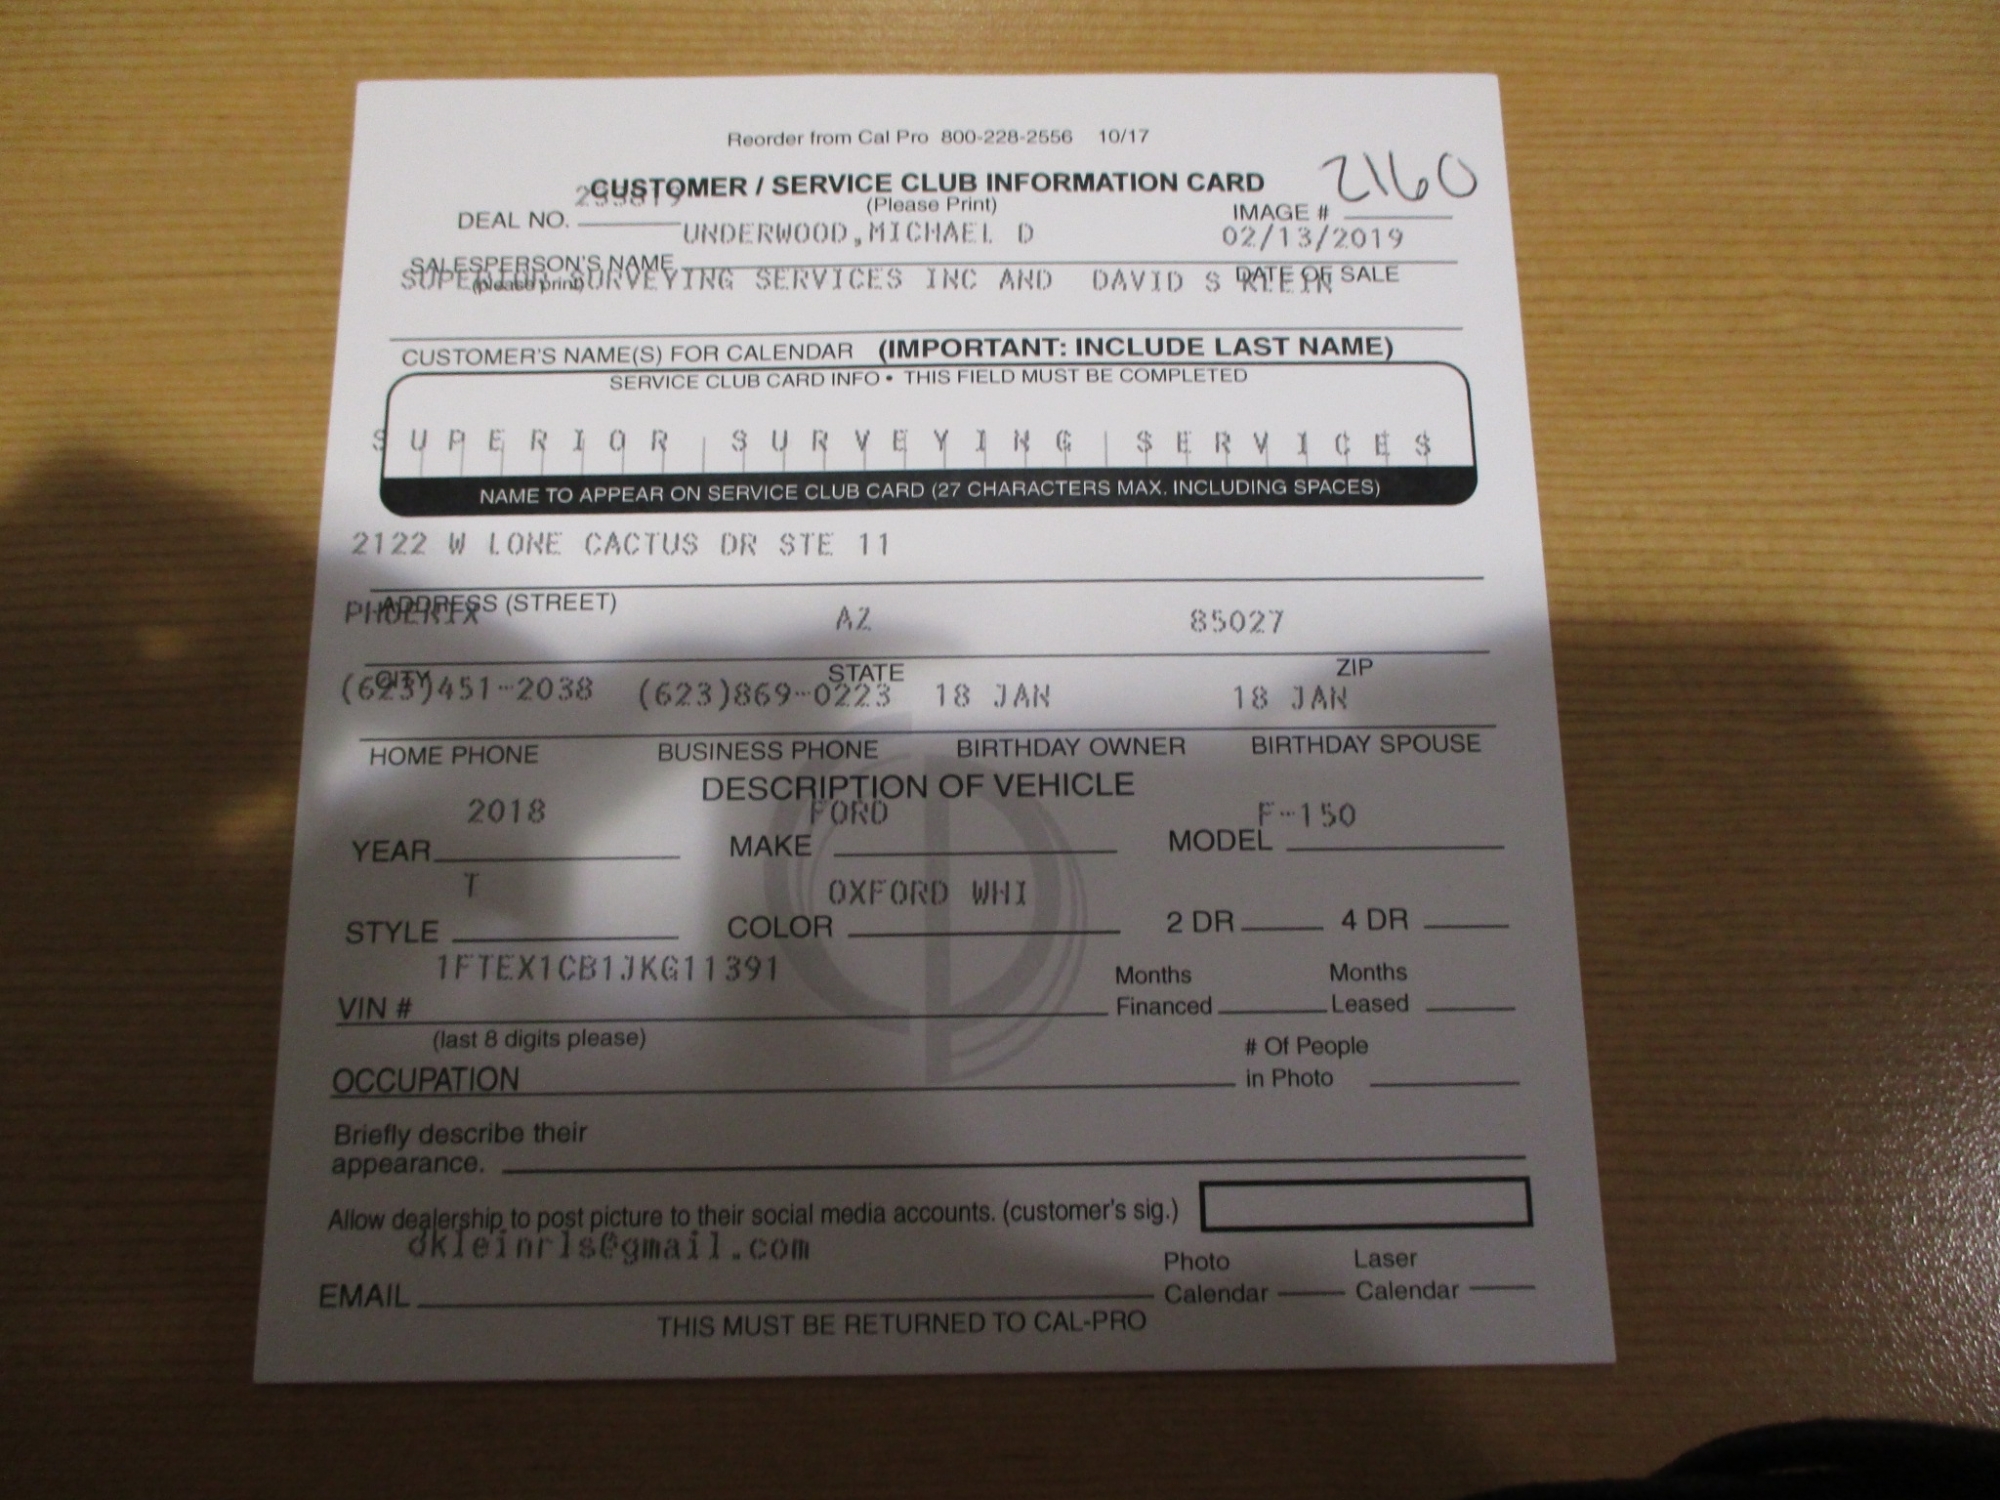 Reorder from Cal Pro 800-228-2556 10/17
CUSTOMER / SERVICE CLUB INFORMATION CARD 2160
(Please Print)
DEAL NO. IMAGE #
UNDERWOOD,MICHAEL D 02/13/2019
SALESPERSON'S NAME DATE OF SALE
(please print)
SUPERIOR SURVEYING SERVICES INC AND DAVID S KLEIN
CUSTOMER'S NAME(S) FOR CALENDAR (IMPORTANT: INCLUDE LAST NAME)
SERVICE CLUB CARD INFO • THIS FIELD MUST BE COMPLETED
SUPERIOR SURVEYING SERVICES
NAME TO APPEAR ON SERVICE CLUB CARD (27 CHARACTERS MAX. INCLUDING SPACES)
2122 W LONE CACTUS DR STE 11
ADDRESS (STREET)
PHOENIX AZ 85027
CITY STATE ZIP
(623)451-2038 (623)869-0223 18 JAN 18 JAN
HOME PHONE BUSINESS PHONE BIRTHDAY OWNER BIRTHDAY SPOUSE
DESCRIPTION OF VEHICLE
2018 FORD F-150
YEAR MAKE MODEL
T OXFORD WHI
STYLE COLOR 2 DR 4 DR
1FTEX1CB1JKG11391 Months Months
VIN # Financed Leased
(last 8 digits please) # Of People
OCCUPATION in Photo
Briefly describe their
appearance.
Allow dealership to post picture to their social media accounts. (customer's sig.)
dkleinrls@gmail.com Photo Laser
EMAIL Calendar Calendar
THIS MUST BE RETURNED TO CAL-PRO